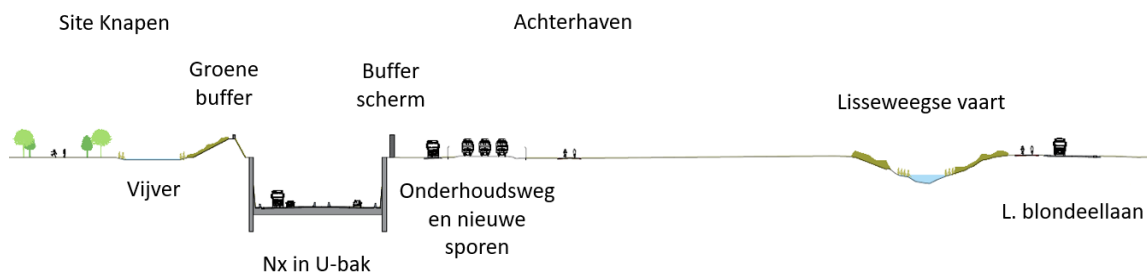 Site Knapen
Achterhaven
Groene
buffer
Buffer
scherm
Lisseweegse vaart
Vijver
Onderhoudsweg
en nieuwe
sporen
L. blondeellaan
Nx in U-bak